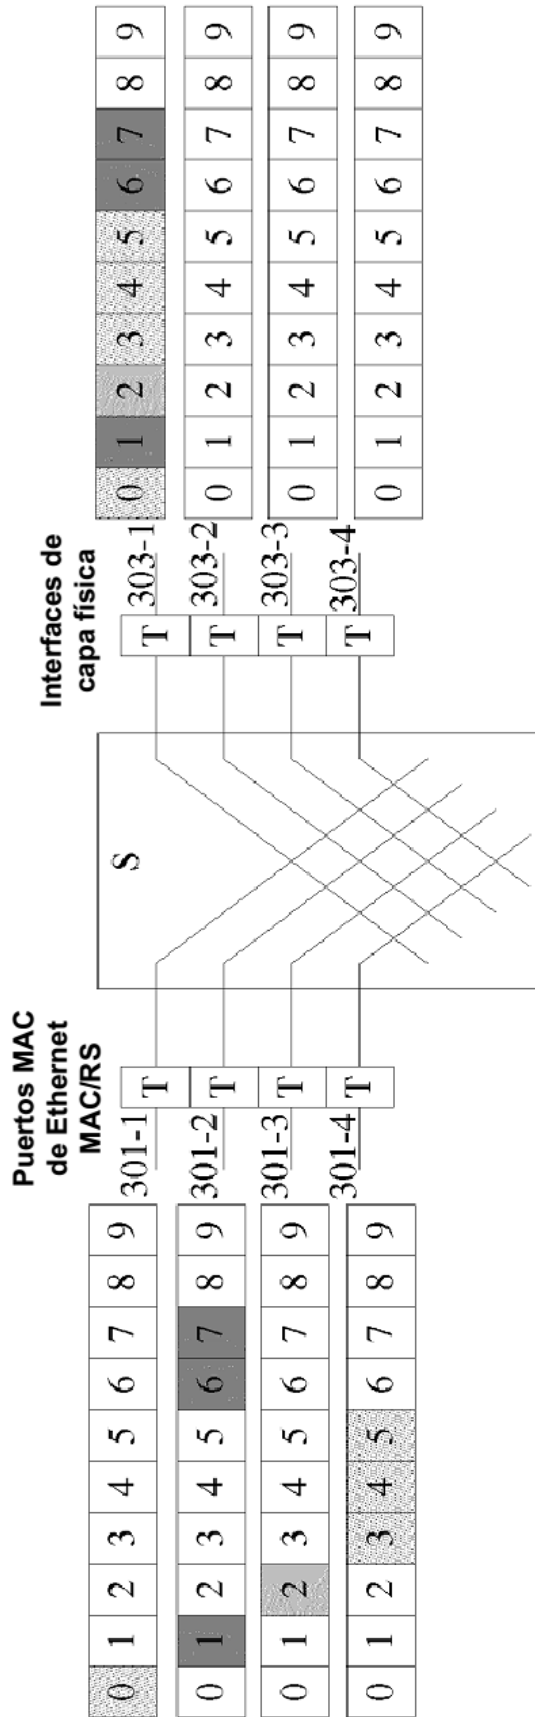 Puertos MAC
de Ethernet
MAC/RS
Interfaces de
capa física
0 1 2 3 4 5 6 7 8 9
301-1
T
S
T
303-1
0 1 2 3 4 5 6 7 8 9
0 1 2 3 4 5 6 7 8 9
301-2
T
T
303-2
0 1 2 3 4 5 6 7 8 9
0 1 2 3 4 5 6 7 8 9
301-3
T
T
303-3
0 1 2 3 4 5 6 7 8 9
0 1 2 3 4 5 6 7 8 9
301-4
T
T
303-4
0 1 2 3 4 5 6 7 8 9